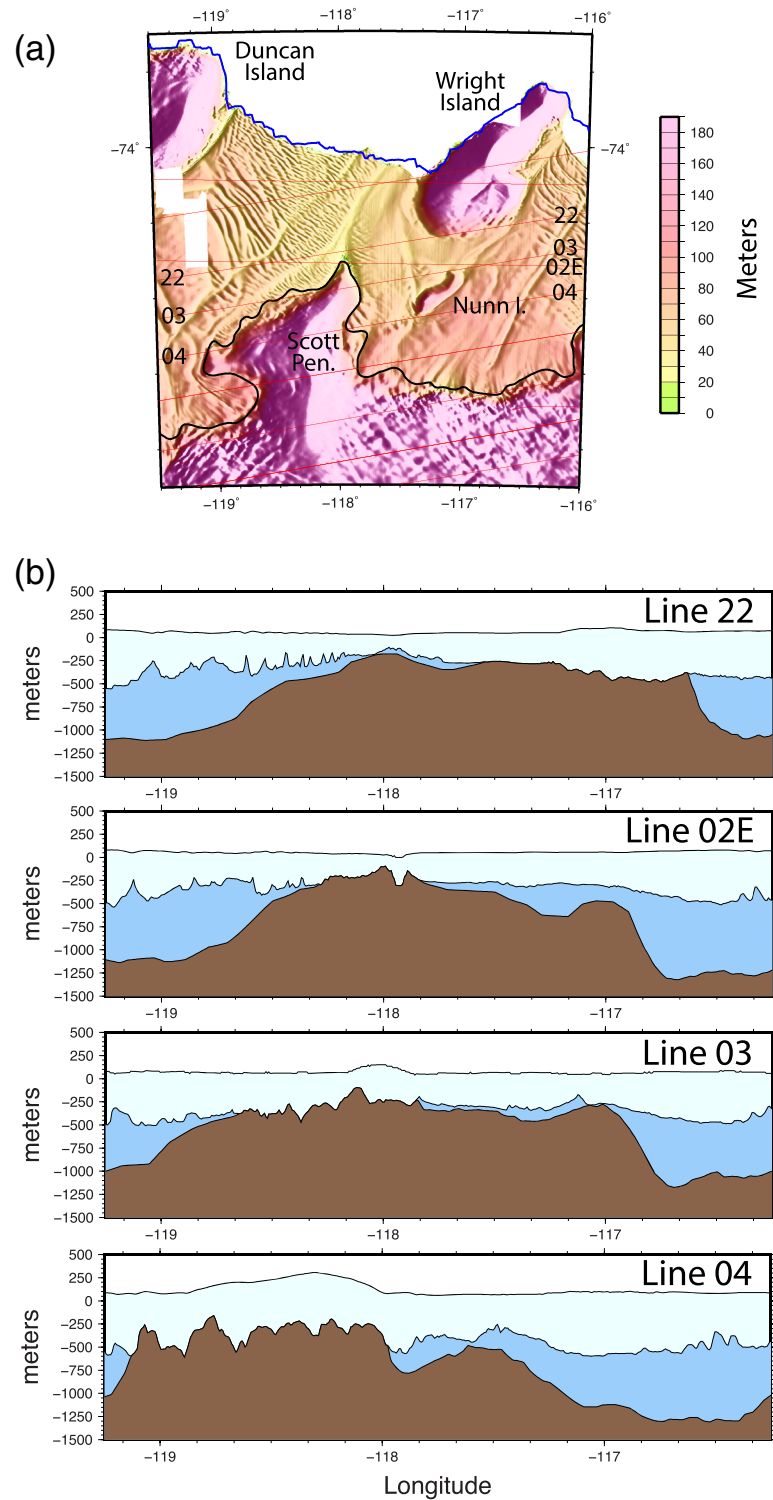 (a)
−119˚ −118˚ −117˚ −116˚
Duncan
Island
Wright
Island
−74˚
−74˚
22
03
02E
04
22
03
04
Nunn I.
Scott
Pen.
−119˚ −118˚ −117˚ −116˚
180
160
140
120
100
80
60
40
20
0
Meters
(b)
Line 22
500
250
0
−250
−500
−750
−1000
−1250
−1500
meters
−119 −118 −117
Line 02E
500
250
0
−250
−500
−750
−1000
−1250
−1500
meters
−119 −118 −117
Line 03
500
250
0
−250
−500
−750
−1000
−1250
−1500
meters
−119 −118 −117
Line 04
500
250
0
−250
−500
−750
−1000
−1250
−1500
meters
−119 −118 −117
Longitude